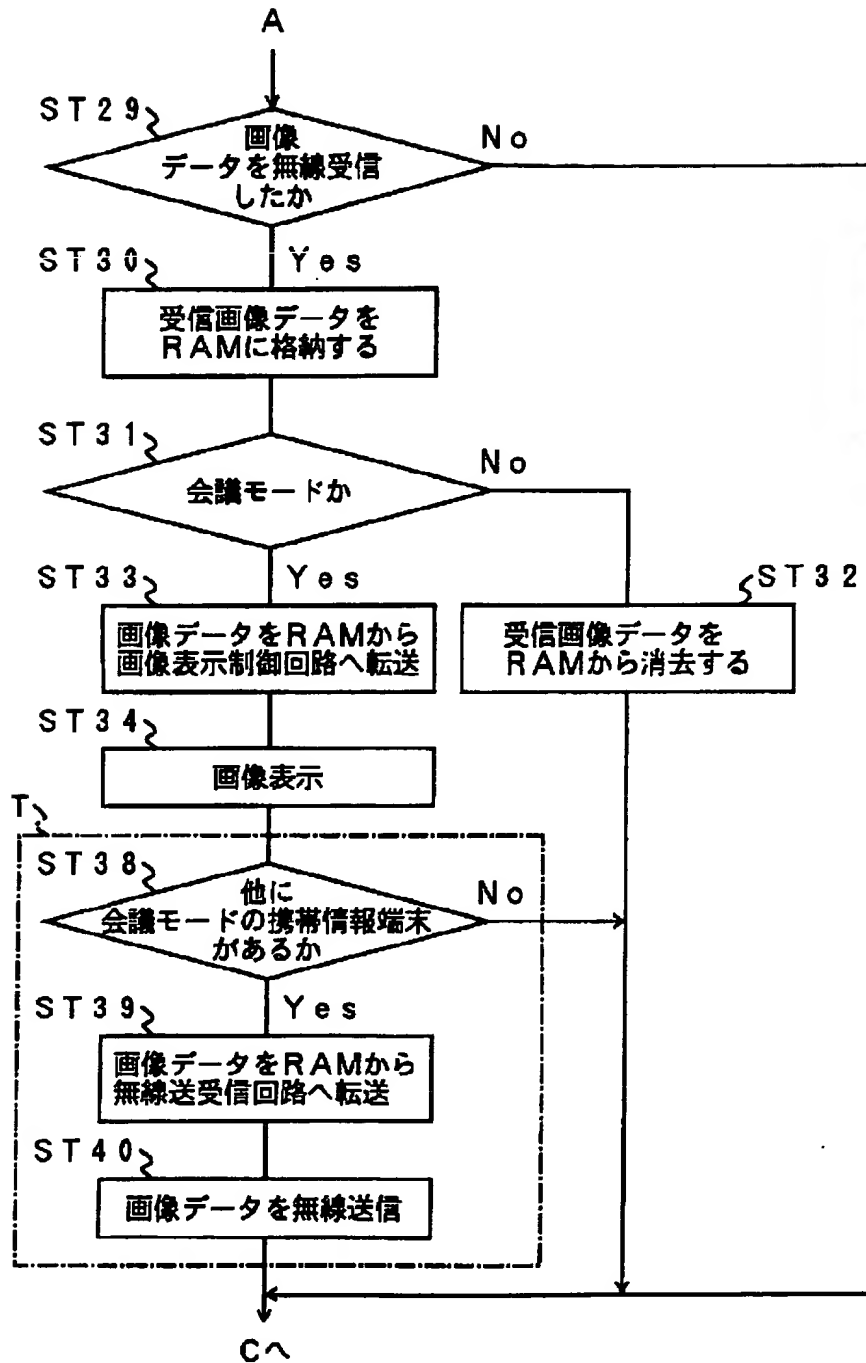 A
ST29
画像
データを無線受信
したか
No
Yes
ST30
受信画像データを
RAMに格納する
ST31
会議モードか
No
Yes
ST33
画像データをRAMから
画像表示制御回路へ転送
ST32
受信画像データを
RAMから消去する
ST34
画像表示
T
ST38
他に
会議モードの携帯情報端末
があるか
No
Yes
ST39
画像データをRAMから
無線送受信回路へ転送
ST40
画像データを無線送信
Cへ